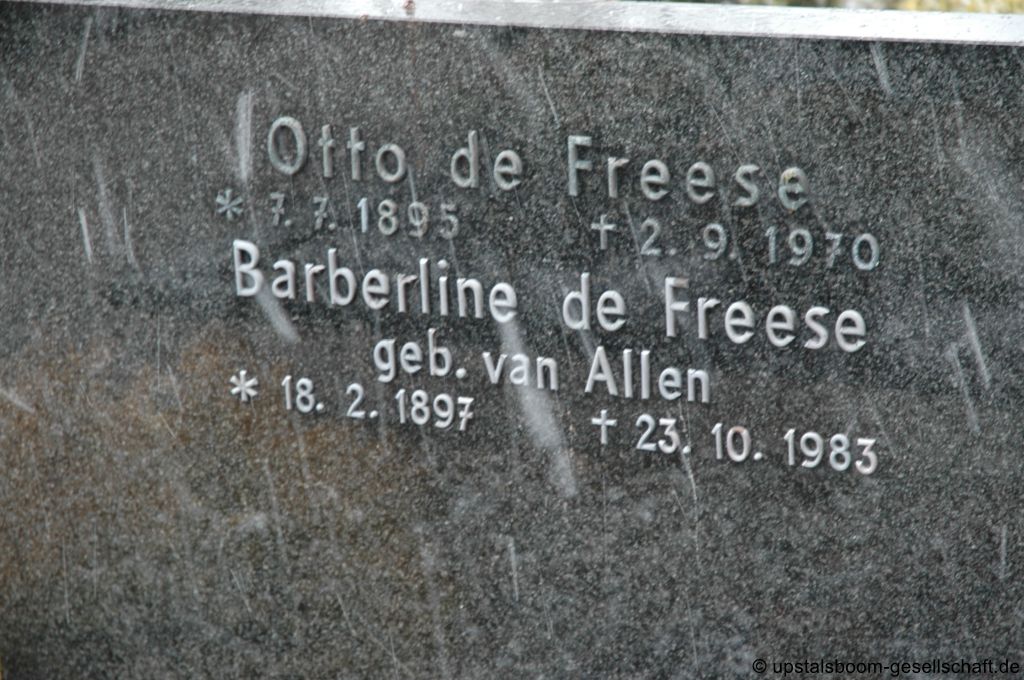 Otto de Freese
* 7. 7. 1895 † 2. 9. 1970
Barberline de Freese
geb. van Allen
* 18. 2. 1897 † 23. 10. 1983
© upstalsboom-gesellschaft.de